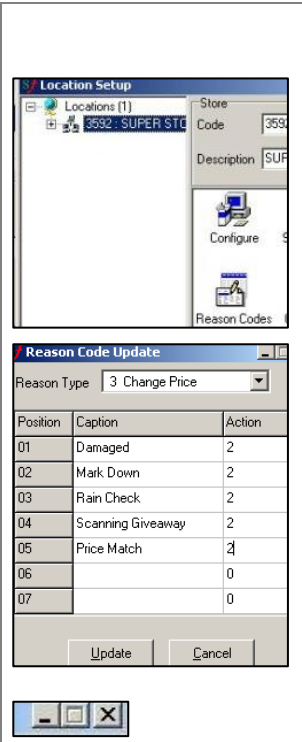 Location Setup
Locations (1)
Store
3592 : SUPER STO
Code 3592
Description SUP
Configure S
Reason Codes
Reason Code Update
Reason Type 3 Change Price
Position Caption Action
01 Damaged 2
02 Mark Down 2
03 Rain Check 2
04 Scanning Giveaway 2
05 Price Match 2
06 0
07 0
Update Cancel